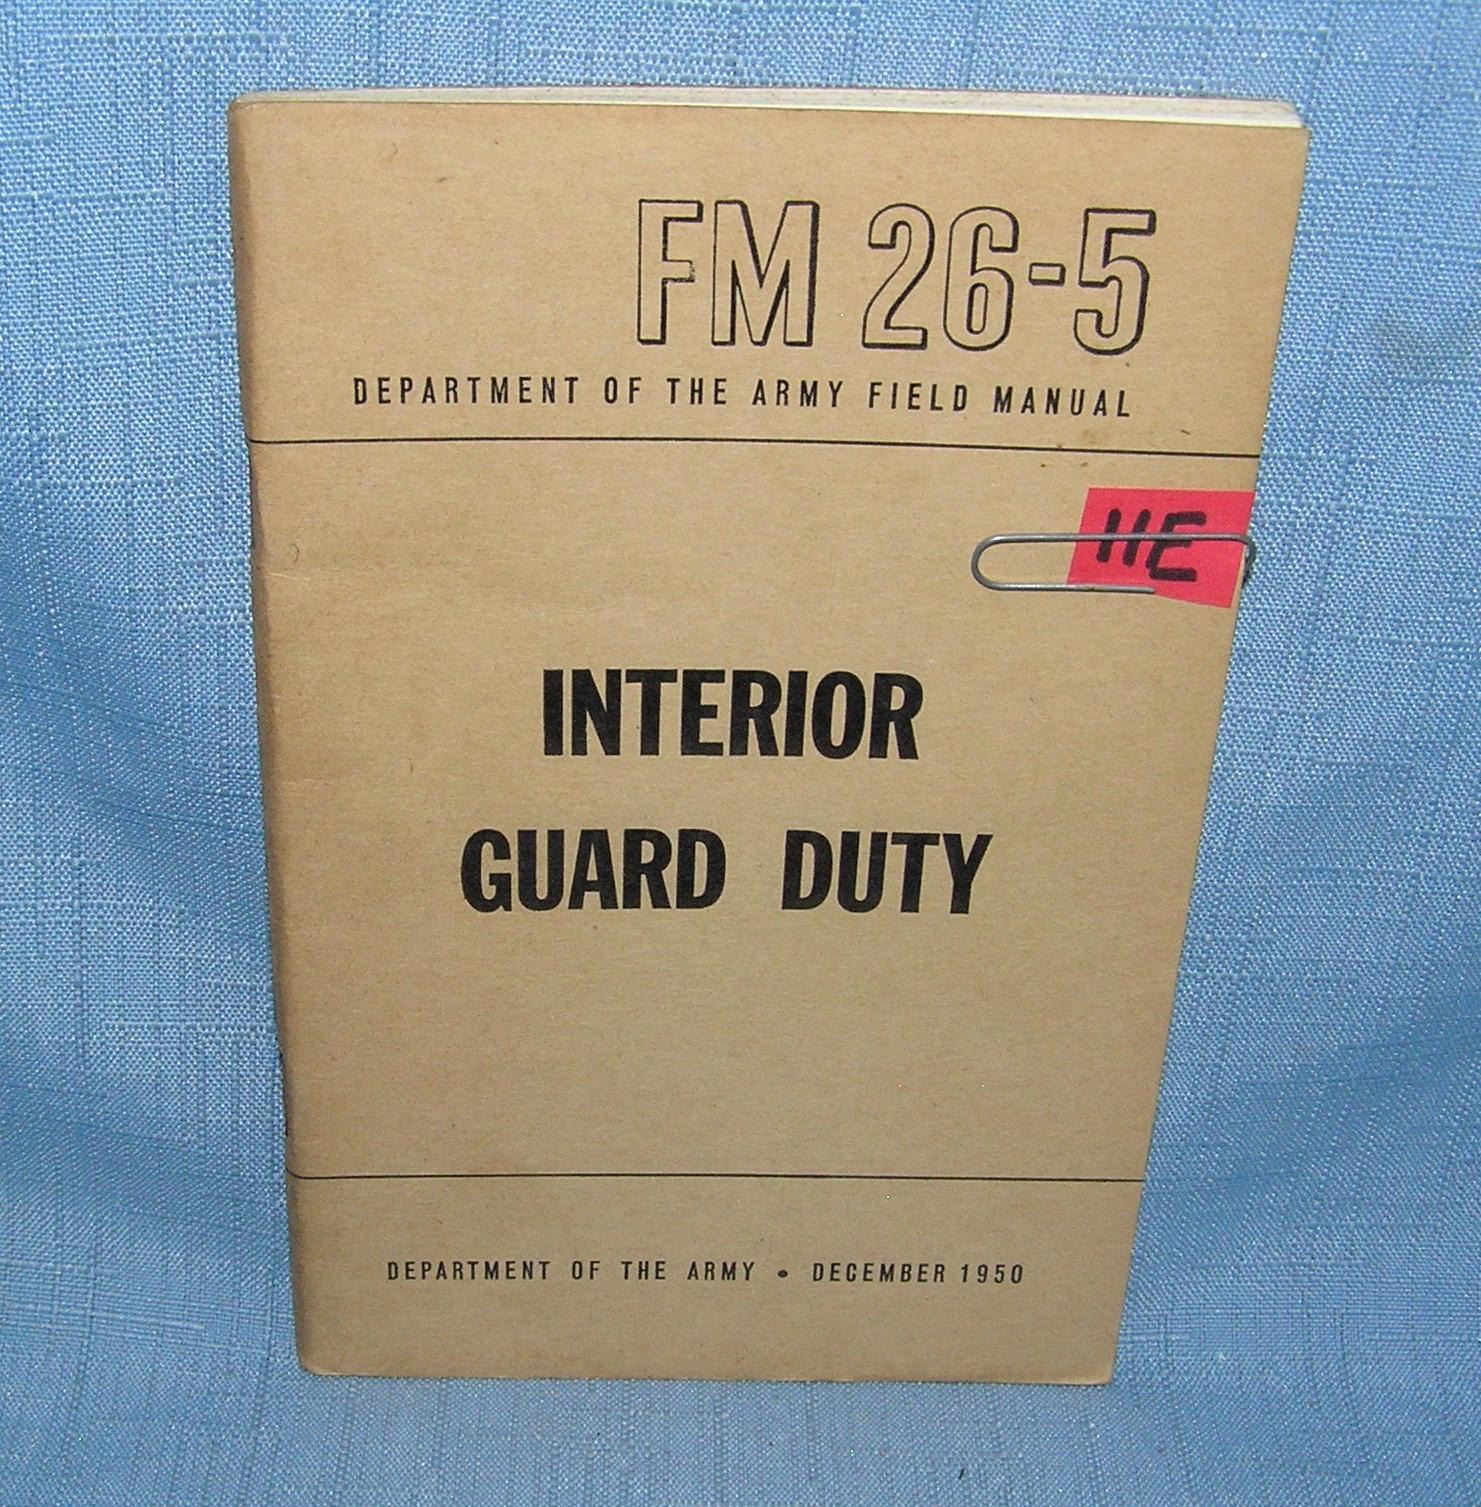 FM 26-5
DEPARTMENT OF THE ARMY FIELD MANUAL
11E
INTERIOR
GUARD DUTY
DEPARTMENT OF THE ARMY • DECEMBER 1950